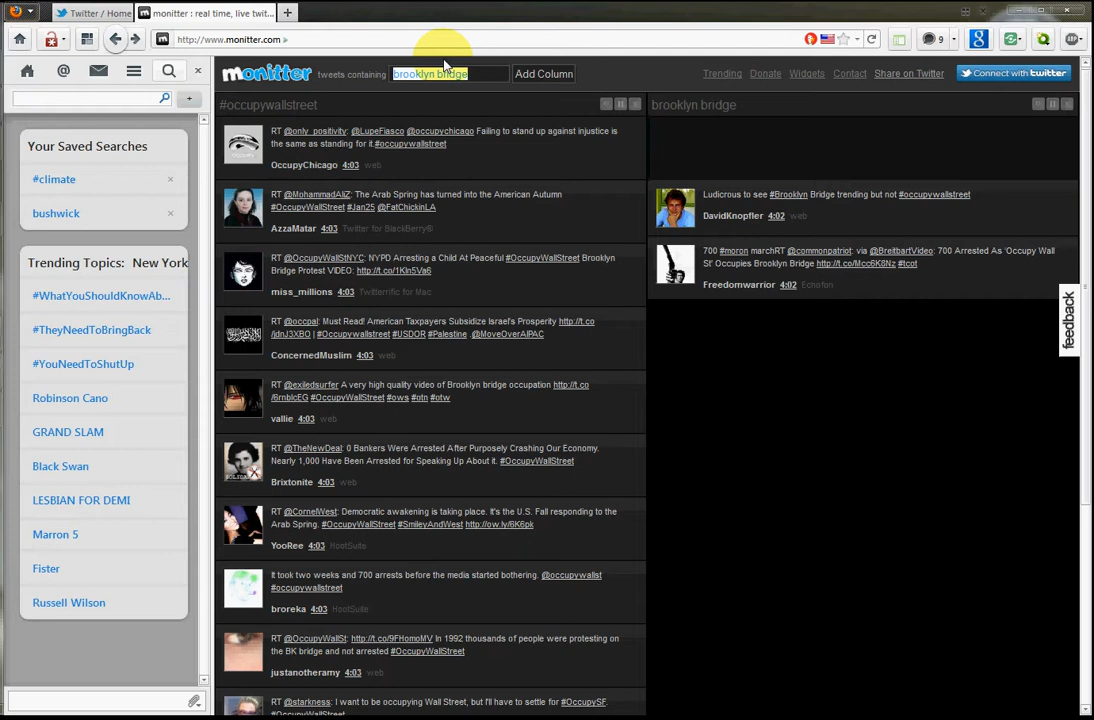 Firefox
Twitter / Home
monitter : real time, live twit...
http://www.monitter.com
9
monitter
tweets containing
brooklyn bridge
Add Column
Trending
Donate
Widgets
Contact
Share on Twitter
Connect with twitter
Your Saved Searches
#climate
bushwick
Trending Topics: New York
#WhatYouShouldKnowAb...
#TheyNeedToBringBack
#YouNeedToShutUp
Robinson Cano
GRAND SLAM
Black Swan
LESBIAN FOR DEMI
Marron 5
Fister
Russell Wilson
#occupywallstreet
RT @only_positivity: @LupeFiasco @occupychicago Failing to stand up against injustice is
the same as standing for it.#occupywallstreet
OccupyChicago 4:03 web
RT @MohammadAliZ: The Arab Spring has turned into the American Autumn
#OccupyWallStreet #Jan25 @FatChickinLA
AzzaMatar 4:03 Twitter for BlackBerry®
RT @OccupyWallStNYC: NYPD Arresting a Child At Peaceful #OccupyWallStreet Brooklyn
Bridge Protest VIDEO: http://t.co/1Kln5Va6
miss_millions 4:03 Twitterrific for Mac
RT @occpal: Must Read! American Taxpayers Subsidize Israel's Prosperity http://t.co
/jdnJ3XBO | #Occupywallstreet #USDOR #Palestine .@MoveOverAIPAC
ConcernedMuslim 4:03 web
RT @exiledsurfer A very high quality video of Brooklyn bridge occupation http://t.co
/6rnblcEG #OccupyWallStreet #ows #otn #otw
vallie 4:03 web
RT @TheNewDeal: 0 Bankers Were Arrested After Purposely Crashing Our Economy.
Nearly 1,000 Have Been Arrested for Speaking Up About it. #OccupyWallStreet
Brixtonite 4:03 web
RT @CornelWest: Democratic awakening is taking place. It's the U.S. Fall responding to the
Arab Spring. #OccupyWallStreet #SmileyAndWest http://ow.ly/6K6pk
YooRee 4:03 HootSuite
It took two weeks and 700 arrests before the media started bothering. @occupywallst
#occupywallstreet
broreka 4:03 HootSuite
RT @OccupyWallSt: http://t.co/9FHomoMV In 1992 thousands of people were protesting on
the BK bridge and not arrested #OccupyWallStreet
justanotheramy 4:03 web
RT @starkness: I want to be occupying Wall Street, but I'll have to settle for #OccupySF.
#OccupyWallStreet
brooklyn bridge
Ludicrous to see #Brooklyn Bridge trending but not #occupywallstreet
DavidKnopfler 4:02 web
700 #moron marchRT @commonpatriot: via @BreitbartVideo: 700 Arrested As 'Occupy Wall
St' Occupies Brooklyn Bridge http://t.co/Mcc6K8Nz #tcot
Freedomwarrior 4:02 Echofon
feedback